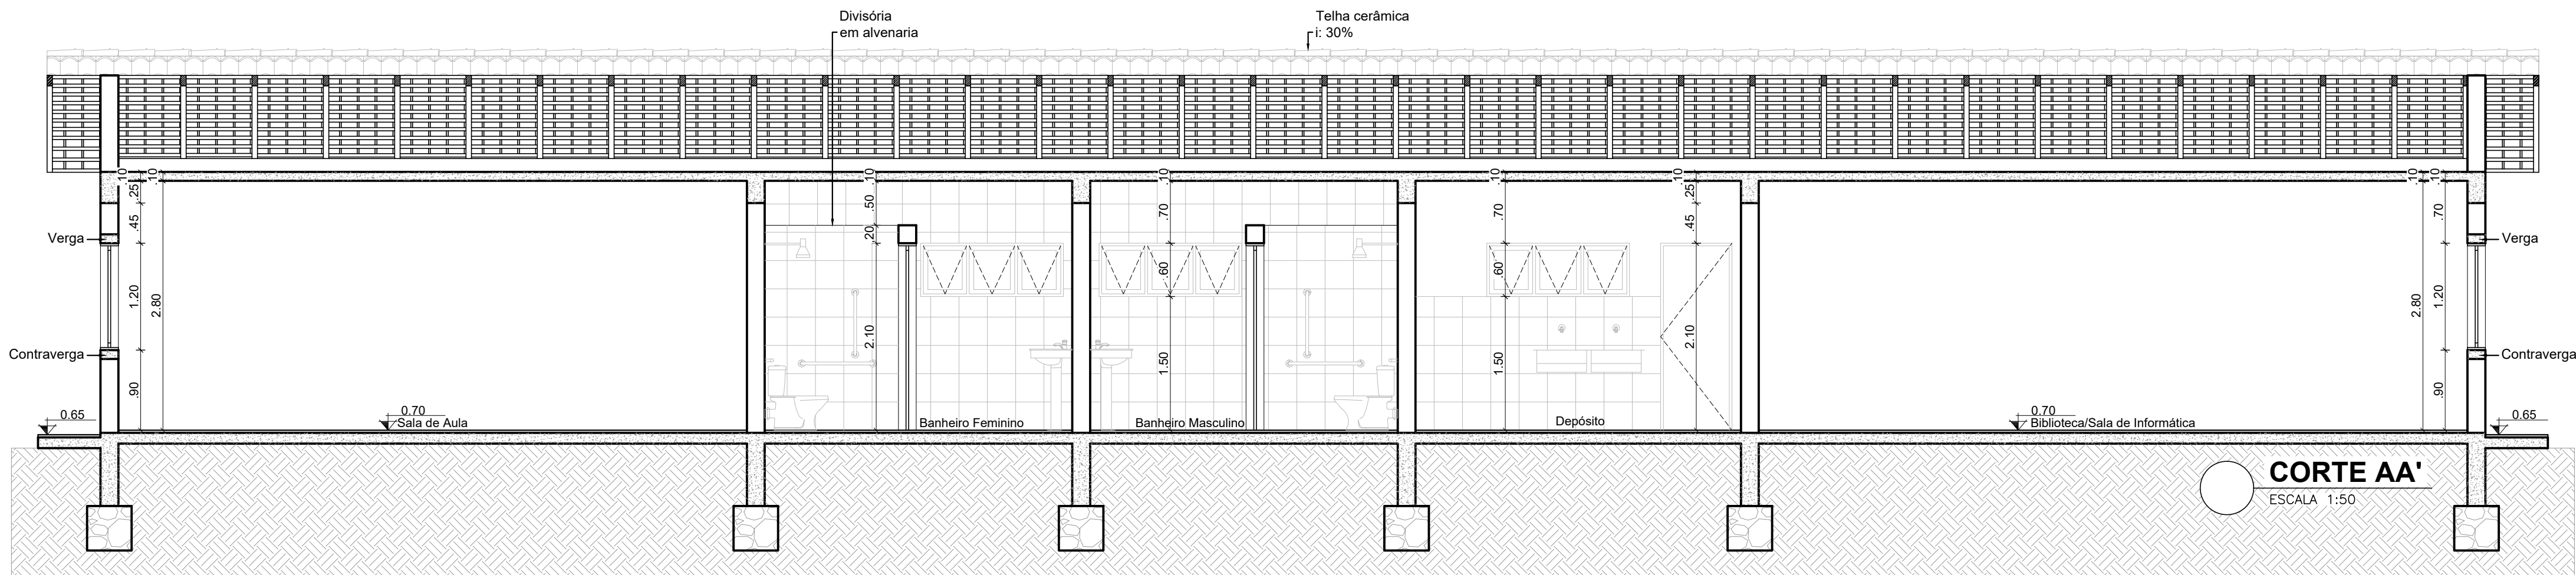 Divisória
em alvenaria
Telha cerâmica
i: 30%
.10
.10
.10
.10
.10
.10
.10
.10
.25
.50
.70
.70
.25
.70
.45
.20
.45
Verga
Verga
1.20
2.80
.60
.60
2.80
1.20
2.10
1.50
1.50
2.10
Contraverga
Contraverga
.90
.90
0.65
0.70
Sala de Aula
Banheiro Feminino
Banheiro Masculino
Depósito
0.70
Biblioteca/Sala de Informática
0.65
CORTE AA'
ESCALA 1:50